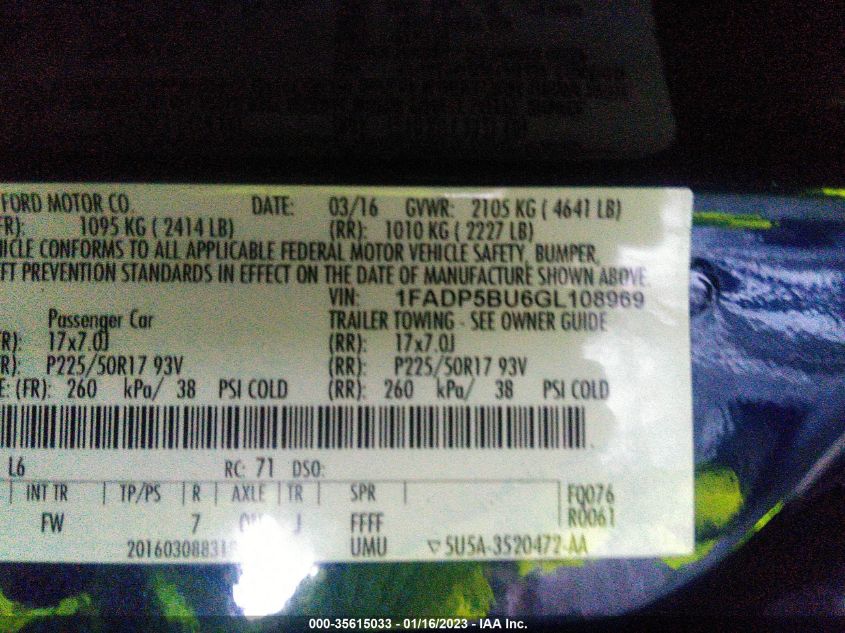 FORD MOTOR CO. DATE: 03/16 GVWR: 2105 KG ( 4641 LB)
FR): 1095 KG ( 2414 LB) (RR): 1010 KG ( 2227 LB)
HICLE CONFORMS TO ALL APPLICABLE FEDERAL MOTOR VEHICLE SAFETY, BUMPER,
FT PREVENTION STANDARDS IN EFFECT ON THE DATE OF MANUFACTURE SHOWN ABOVE.
VIN: 1FADP5BU6GL108969
Passenger Car TRAILER TOWING - SEE OWNER GUIDE
R): 17x7.0J (RR): 17x7.0J
R): P225/50R17 93V (RR): P225/50R17 93V
E: (FR): 260 kPa/ 38 PSI COLD (RR): 260 kPa/ 38 PSI COLD
L6 RC: 71 DSO:
INT TR TP/PS R AXLE TR SPR FQ076
FW 7 J FFFF R0061
UMU 5U5A-3520472-AA
000-35615033 - 01/16/2023 - IAA Inc.